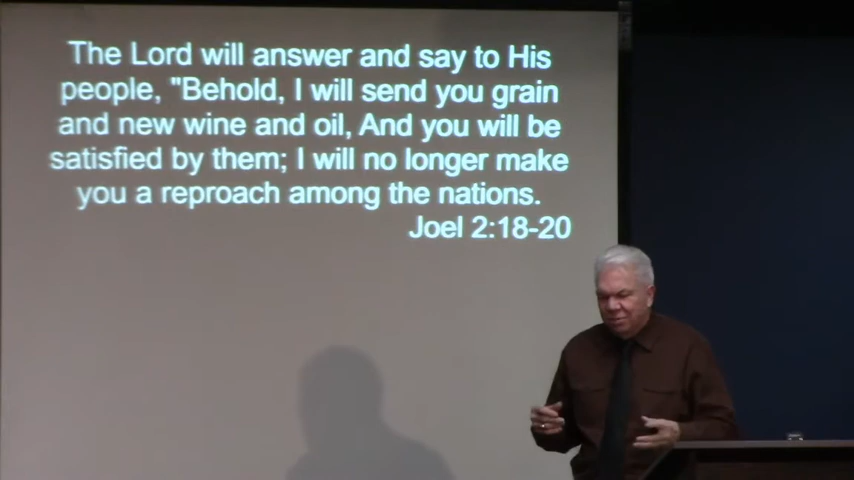 The Lord will answer and say to His
people, "Behold, I will send you grain
and new wine and oil, And you will be
satisfied by them; I will no longer make
you a reproach among the nations.
Joel 2:18-20